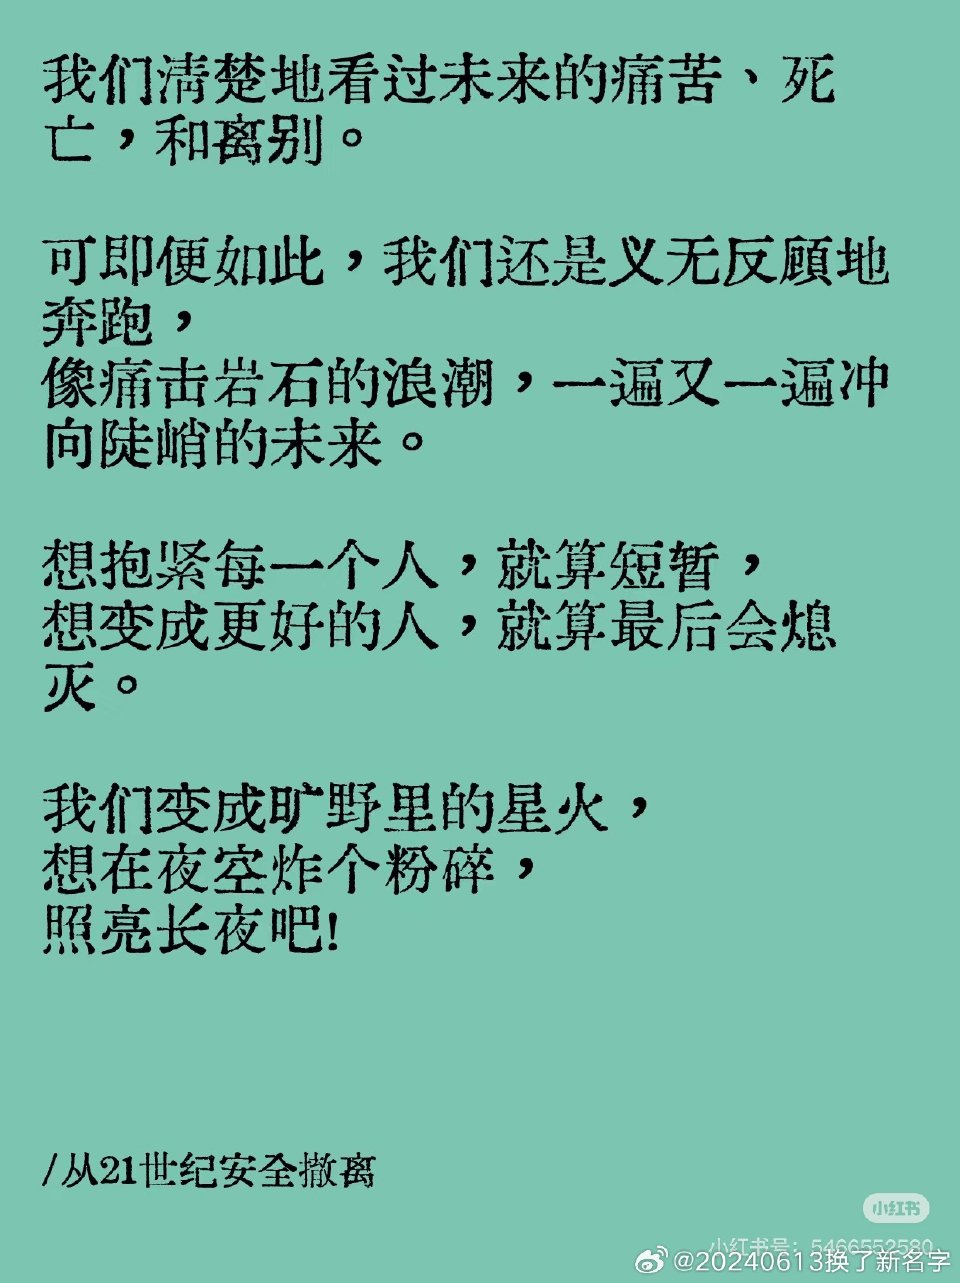 我们清楚地看过未来的痛苦、死
亡，和离别。
可即便如此，我们还是义无反顧地
奔跑，
像痛击岩石的浪潮，一遍又一遍冲
向陡峭的未来。
想抱紧每一个人，就算短暂，
想变成更好的人，就算最后会熄
灭。
我们变成旷野里的星火，
想在夜空炸个粉碎，
照亮长夜吧!
/从21世纪安全撤离
小红书
小红书号：5466552580
@20240613换了新名字